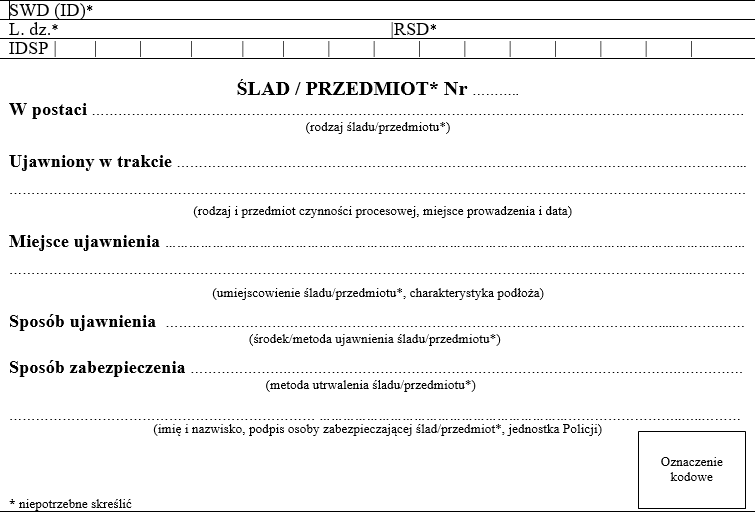 SWD (ID)*
L. dz.* |RSD*
IDSP | | | | | | | | | | | | | | |
ŚLAD / PRZEDMIOT* Nr ...........
W postaci ....................................................................................................
(rodzaj śladu/przedmiotu*)
Ujawniony w trakcie ....................................................................................................
....................................................................................................
(rodzaj i przedmiot czynności procesowej, miejsce prowadzenia i data)
Miejsce ujawnienia ....................................................................................................
....................................................................................................
(umiejscowienie śladu/przedmiotu*, charakterystyka podłoża)
Sposób ujawnienia ....................................................................................................
(środek/metoda ujawnienia śladu/przedmiotu*)
Sposób zabezpieczenia ....................................................................................................
(metoda utrwalenia śladu/przedmiotu*)
....................................................................................................
(imię i nazwisko, podpis osoby zabezpieczającej ślad/przedmiot*, jednostka Policji)
Oznaczenie
kodowe
* niepotrzebne skreślić